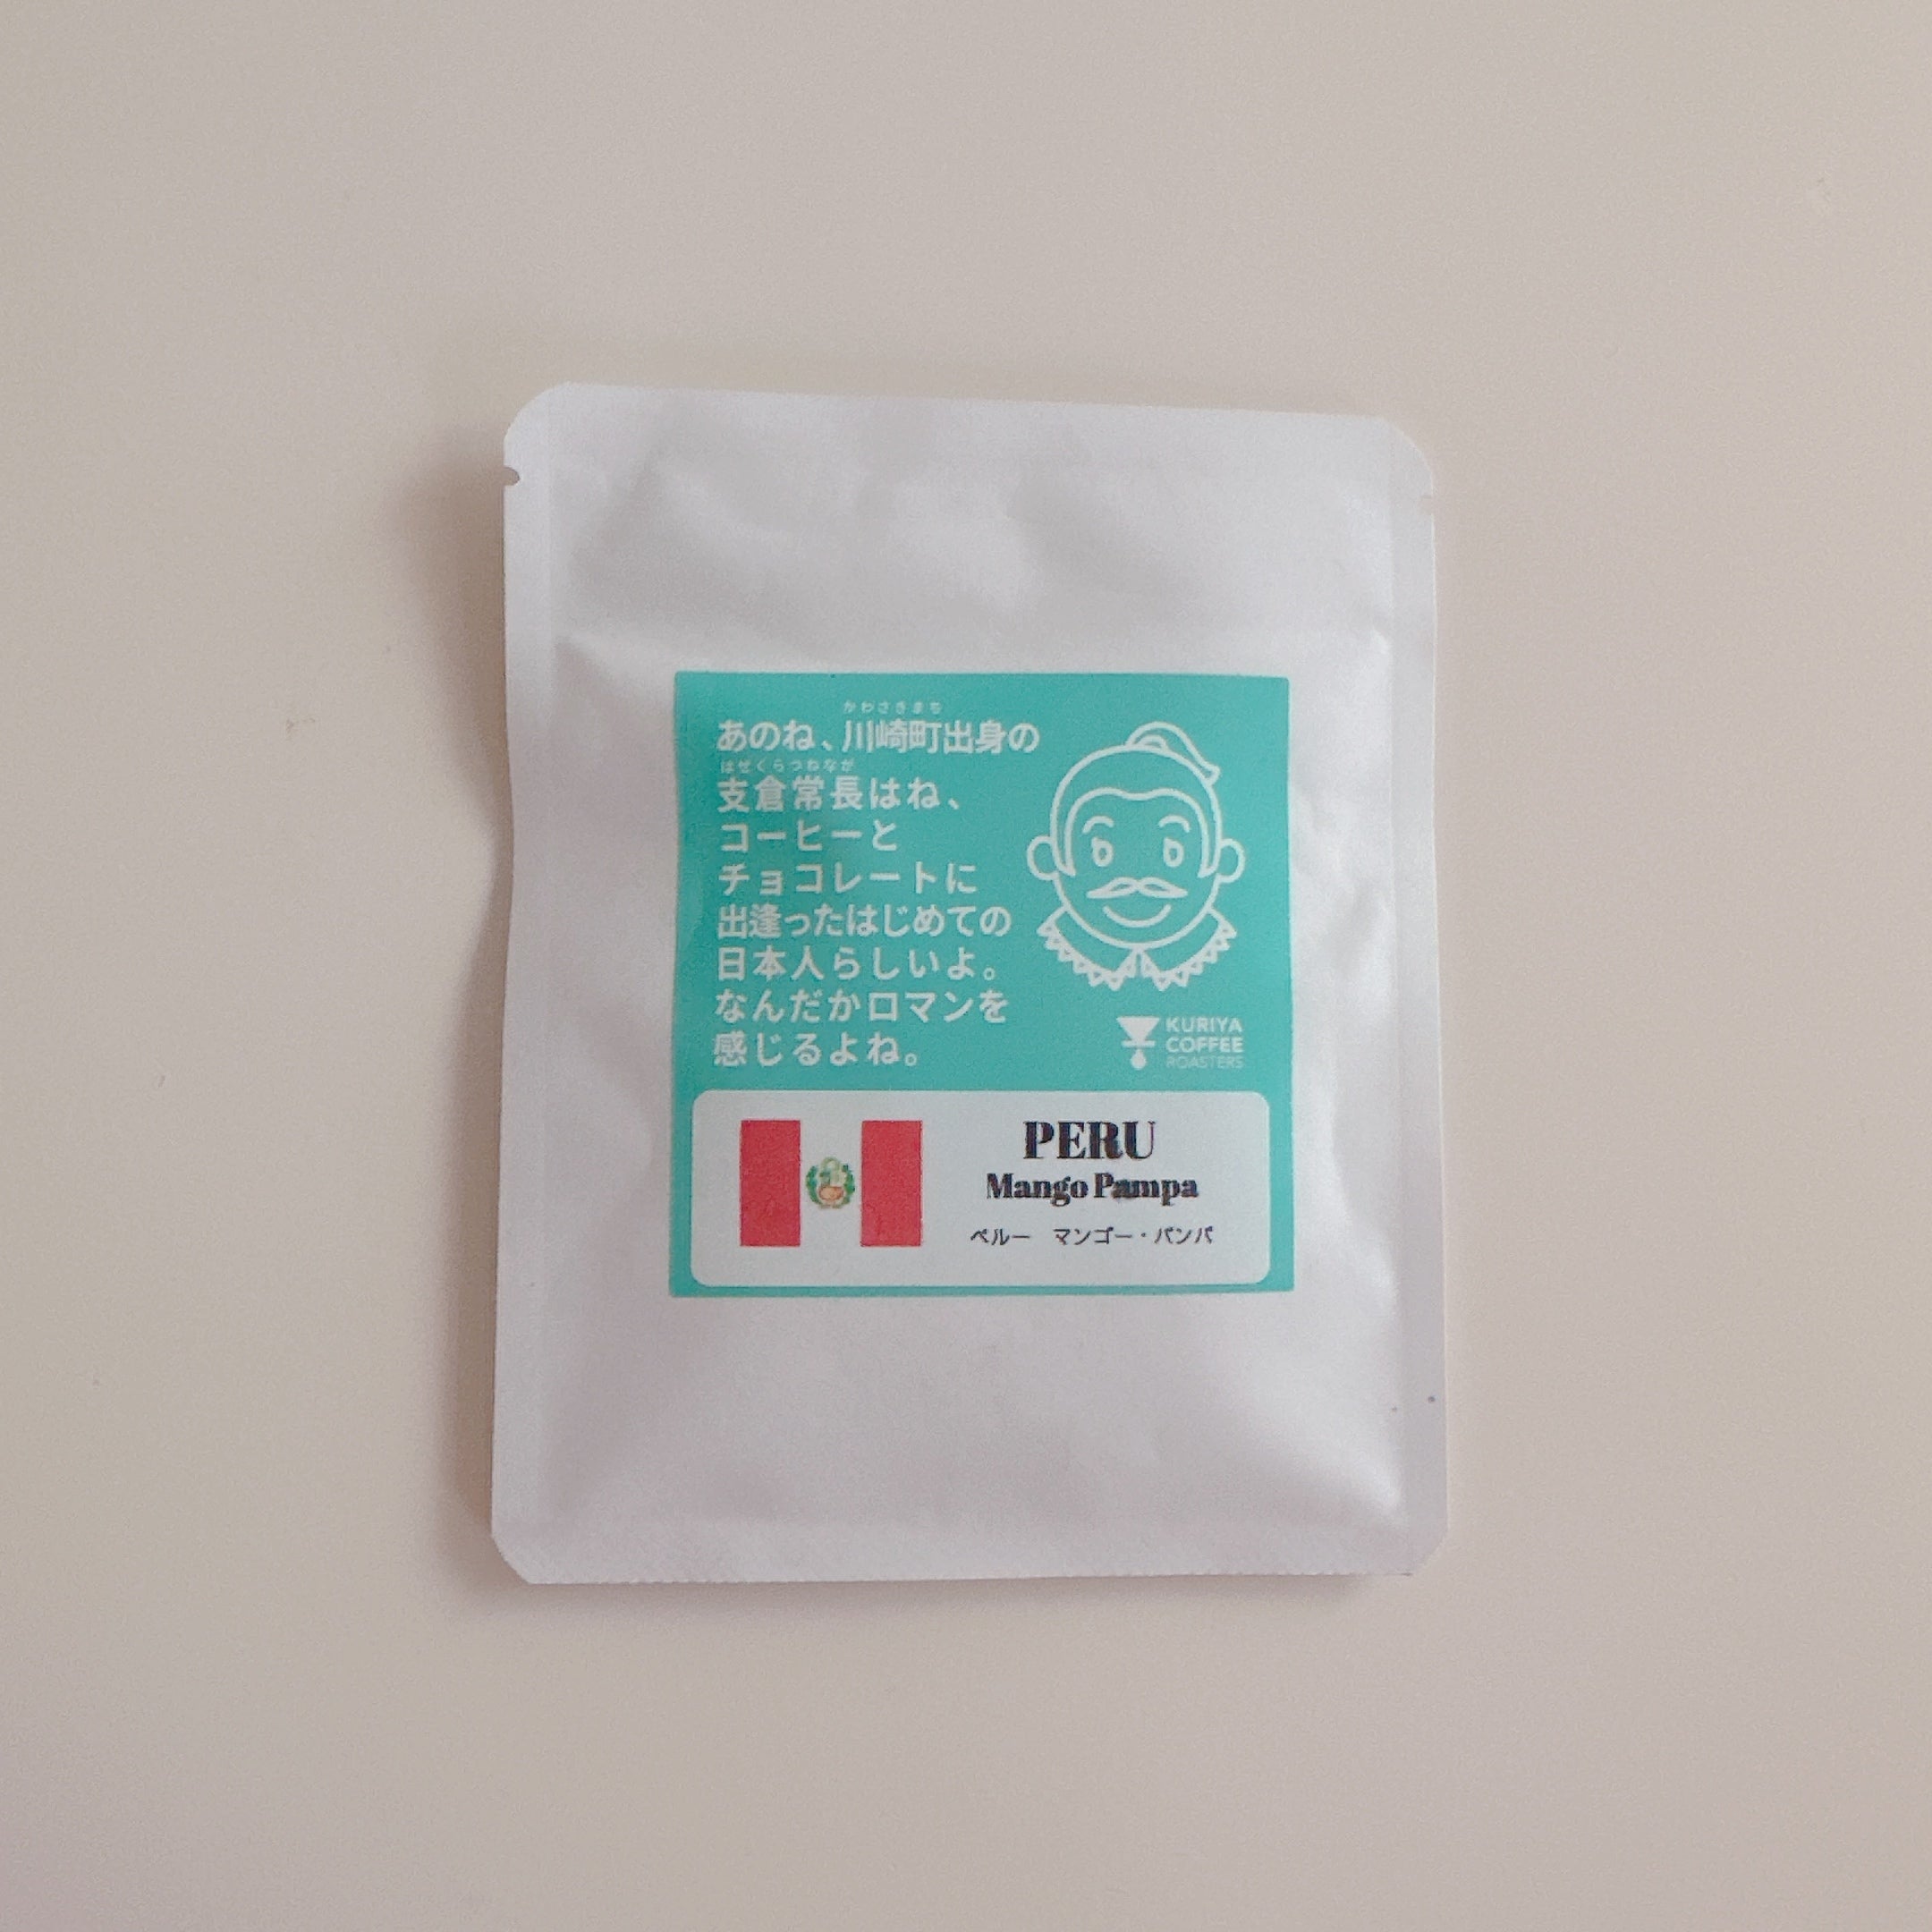 かわさきまち
あのね、川崎町出身の
はせくらつねなが
支倉常長はね、
コーヒーと
チョコレートに
出逢ったはじめての
日本人らしいよ。
なんだかロマンを
感じるよね。
KURIYA
COFFEE
ROASTERS
PERU
Mango Pampa
ペルー　マンゴー・パンパ